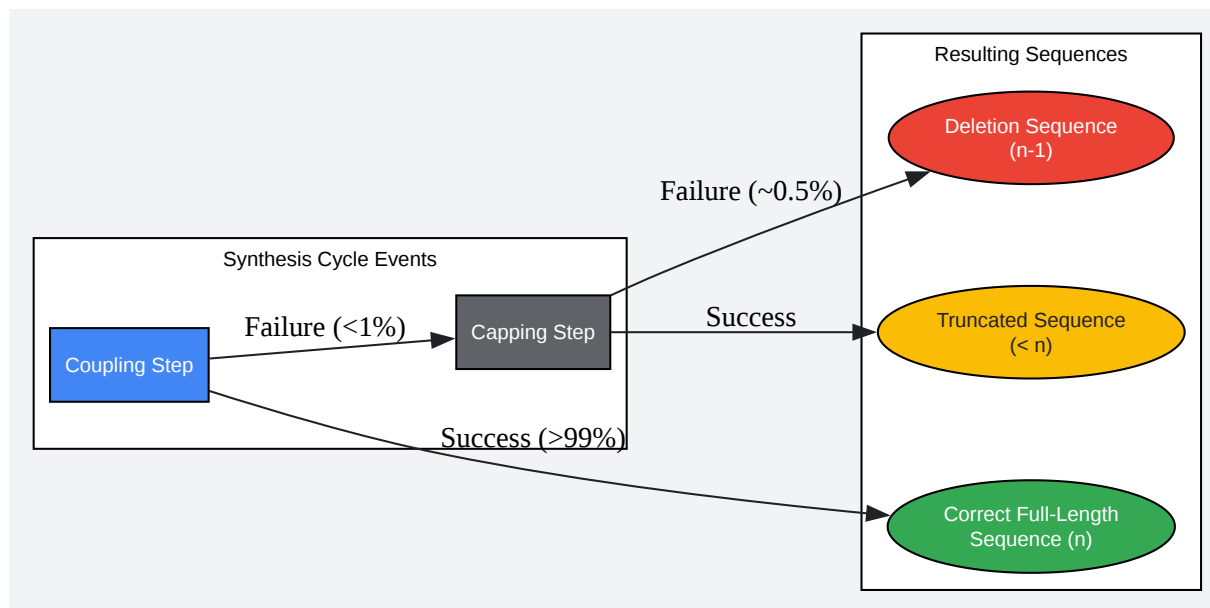 Resulting Sequences
Deletion Sequence
(n-1)
Failure (~0.5%)
Synthesis Cycle Events
Failure (<1%)
Capping Step
Success
Truncated Sequence
(< n)
Coupling Step
Success (>99%)
Correct Full-Length
Sequence (n)